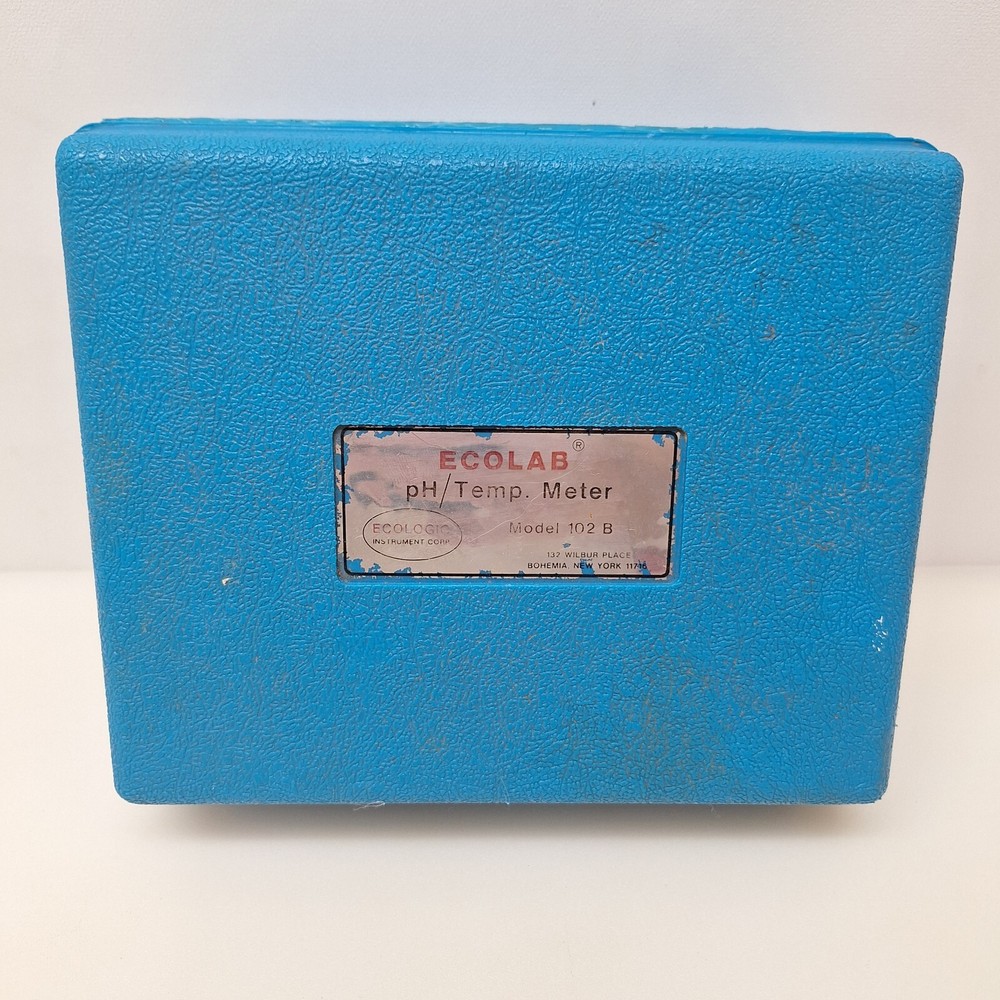 ECOLAB®
pH/Temp. Meter
ECOLOGIC
INSTRUMENT CORP.
Model 102 B
132 WILBUR PLACE
BOHEMIA, NEW YORK 11716